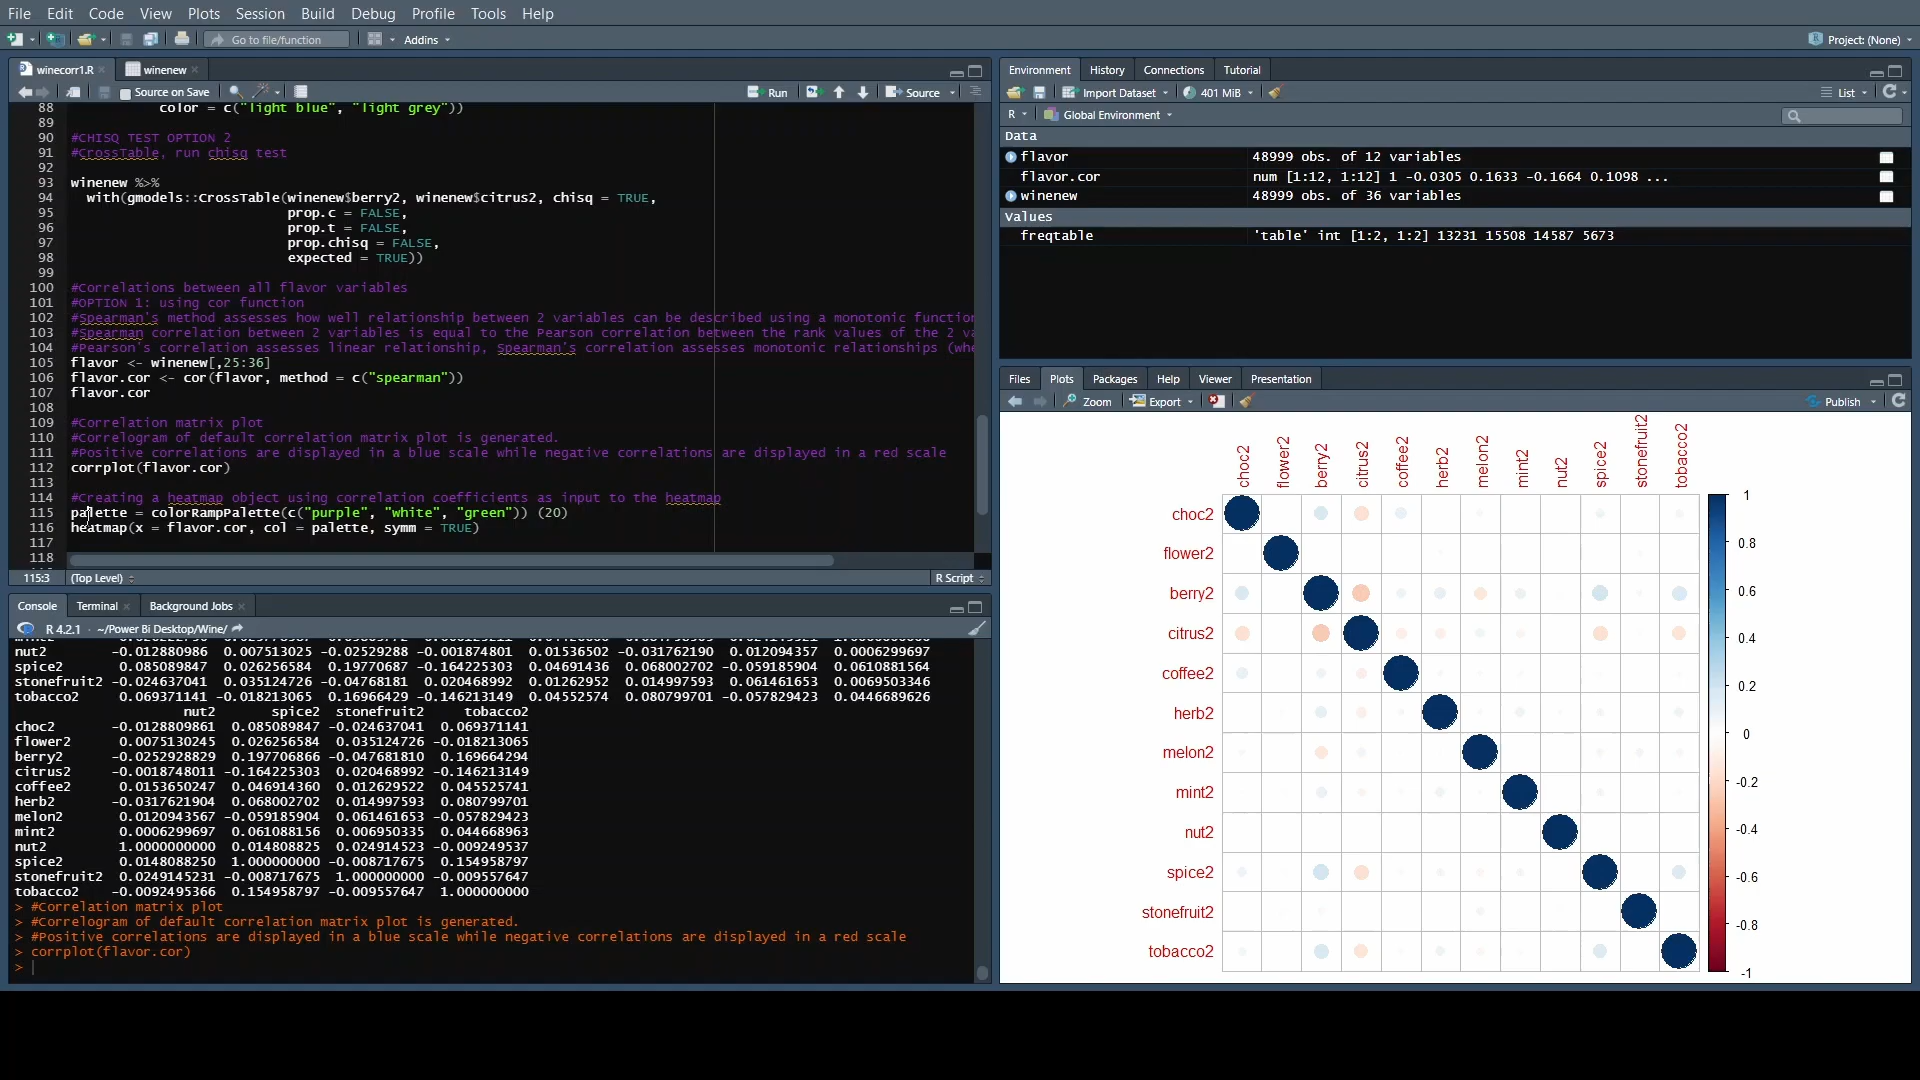 File Edit Code View Plots Session Build Debug Profile Tools Help
Go to file/function Addins Project: (None)
winecorr1.R winenew
Source on Save Run Source
88 color = c("light blue", "light grey"))
89
90 #CHISQ TEST OPTION 2
91 #CrossTable, run chisq test
92
93 winenew %>%
94 with(gmodels::CrossTable(winenew$berry2, winenew$citrus2, chisq = TRUE,
95 prop.c = FALSE,
96 prop.t = FALSE,
97 prop.chisq = FALSE,
98 expected = TRUE))
99
100 #Correlations between all flavor variables
101 #OPTION 1: using cor function
102 #Spearman's method assesses how well relationship between 2 variables can be described using a monotonic function
103 #Spearman correlation between 2 variables is equal to the Pearson correlation between the rank values of the 2 va
104 #Pearson's correlation assesses linear relationship, Spearman's correlation assesses monotonic relationships (whe
105 flavor <- winenew[,25:36]
106 flavor.cor <- cor(flavor, method = c("spearman"))
107 flavor.cor
108
109 #Correlation matrix plot
110 #Correlogram of default correlation matrix plot is generated.
111 #Positive correlations are displayed in a blue scale while negative correlations are displayed in a red scale
112 corrplot(flavor.cor)
113
114 #Creating a heatmap object using correlation coefficients as input to the heatmap
115 palette = colorRampPalette(c("purple", "white", "green")) (20)
116 heatmap(x = flavor.cor, col = palette, symm = TRUE)
117
118
115:3 (Top Level) R Script
Console Terminal Background Jobs
R 4.2.1 · ~/Power Bi Desktop/Wine/
nut2 -0.012880986 0.007513025 -0.02529288 -0.001874801 0.01536502 -0.031762190 0.012094357 0.0006299697
spice2 0.085089847 0.026256584 0.19770687 -0.164225303 0.04691436 0.068002702 -0.059185904 0.0610881564
stonefruit2 -0.024637041 0.035124726 -0.04768181 0.020468992 0.01262952 0.014997593 0.061461653 0.0069503346
tobacco2 0.069371141 -0.018213065 0.16966429 -0.146213149 0.04552574 0.080799701 -0.057829423 0.0446689626
nut2 spice2 stonefruit2 tobacco2
choc2 -0.0128809861 0.085089847 -0.024637041 0.069371141
flower2 0.0075130245 0.026256584 0.035124726 -0.018213065
berry2 -0.0252928829 0.197706866 -0.047681810 0.169664294
citrus2 -0.0018748011 -0.164225303 0.020468992 -0.146213149
coffee2 0.0153650247 0.046914360 0.012629522 0.045525741
herb2 -0.0317621904 0.068002702 0.014997593 0.080799701
melon2 0.0120943567 -0.059185904 0.061461653 -0.057829423
mint2 0.0006299697 0.061088156 0.006950335 0.044668963
nut2 1.0000000000 0.014808825 0.024914523 -0.009249537
spice2 0.0148088250 1.000000000 -0.008717675 0.154958797
stonefruit2 0.0249145231 -0.008717675 1.000000000 -0.009557647
tobacco2 -0.0092495366 0.154958797 -0.009557647 1.000000000
> #Correlation matrix plot
> #Correlogram of default correlation matrix plot is generated.
> #Positive correlations are displayed in a blue scale while negative correlations are displayed in a red scale
> corrplot(flavor.cor)
>
Environment History Connections Tutorial
Import Dataset 401 MiB List
R Global Environment
Data
flavor 48999 obs. of 12 variables
flavor.cor num [1:12, 1:12] 1 -0.0305 0.1633 -0.1664 0.1098 ...
winenew 48999 obs. of 36 variables
Values
freqtable 'table' int [1:2, 1:2] 13231 15508 14587 5673
Files Plots Packages Help Viewer Presentation
Zoom Export Publish
choc2 flower2 berry2 citrus2 coffee2 herb2 melon2 mint2 nut2 spice2 stonefruit2 tobacco2
choc2
flower2
berry2
citrus2
coffee2
herb2
melon2
mint2
nut2
spice2
stonefruit2
tobacco2
1
0.8
0.6
0.4
0.2
0
-0.2
-0.4
-0.6
-0.8
-1